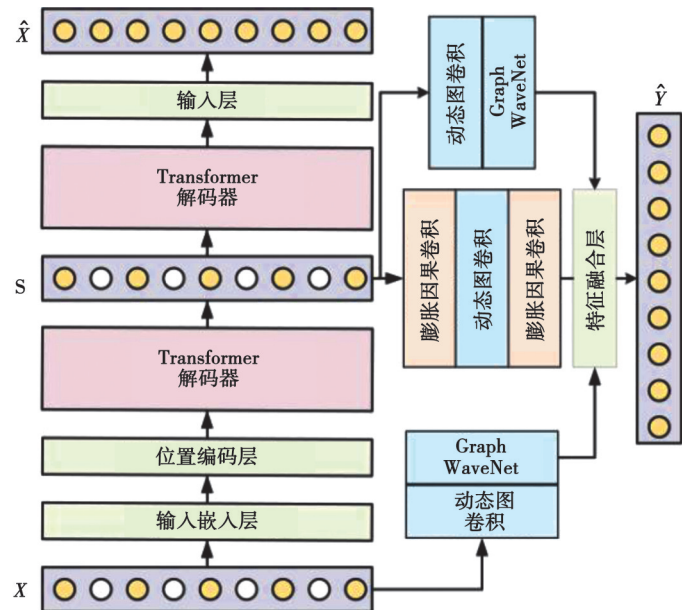 X̂
输入层
Transformer
解码器
S
Transformer
解码器
位置编码层
输入嵌入层
X
动态图卷积
Graph
WaveNet
膨胀因果卷积
动态图卷积
膨胀因果卷积
特征融合层
Ŷ
Graph
WaveNet
动态图
卷积